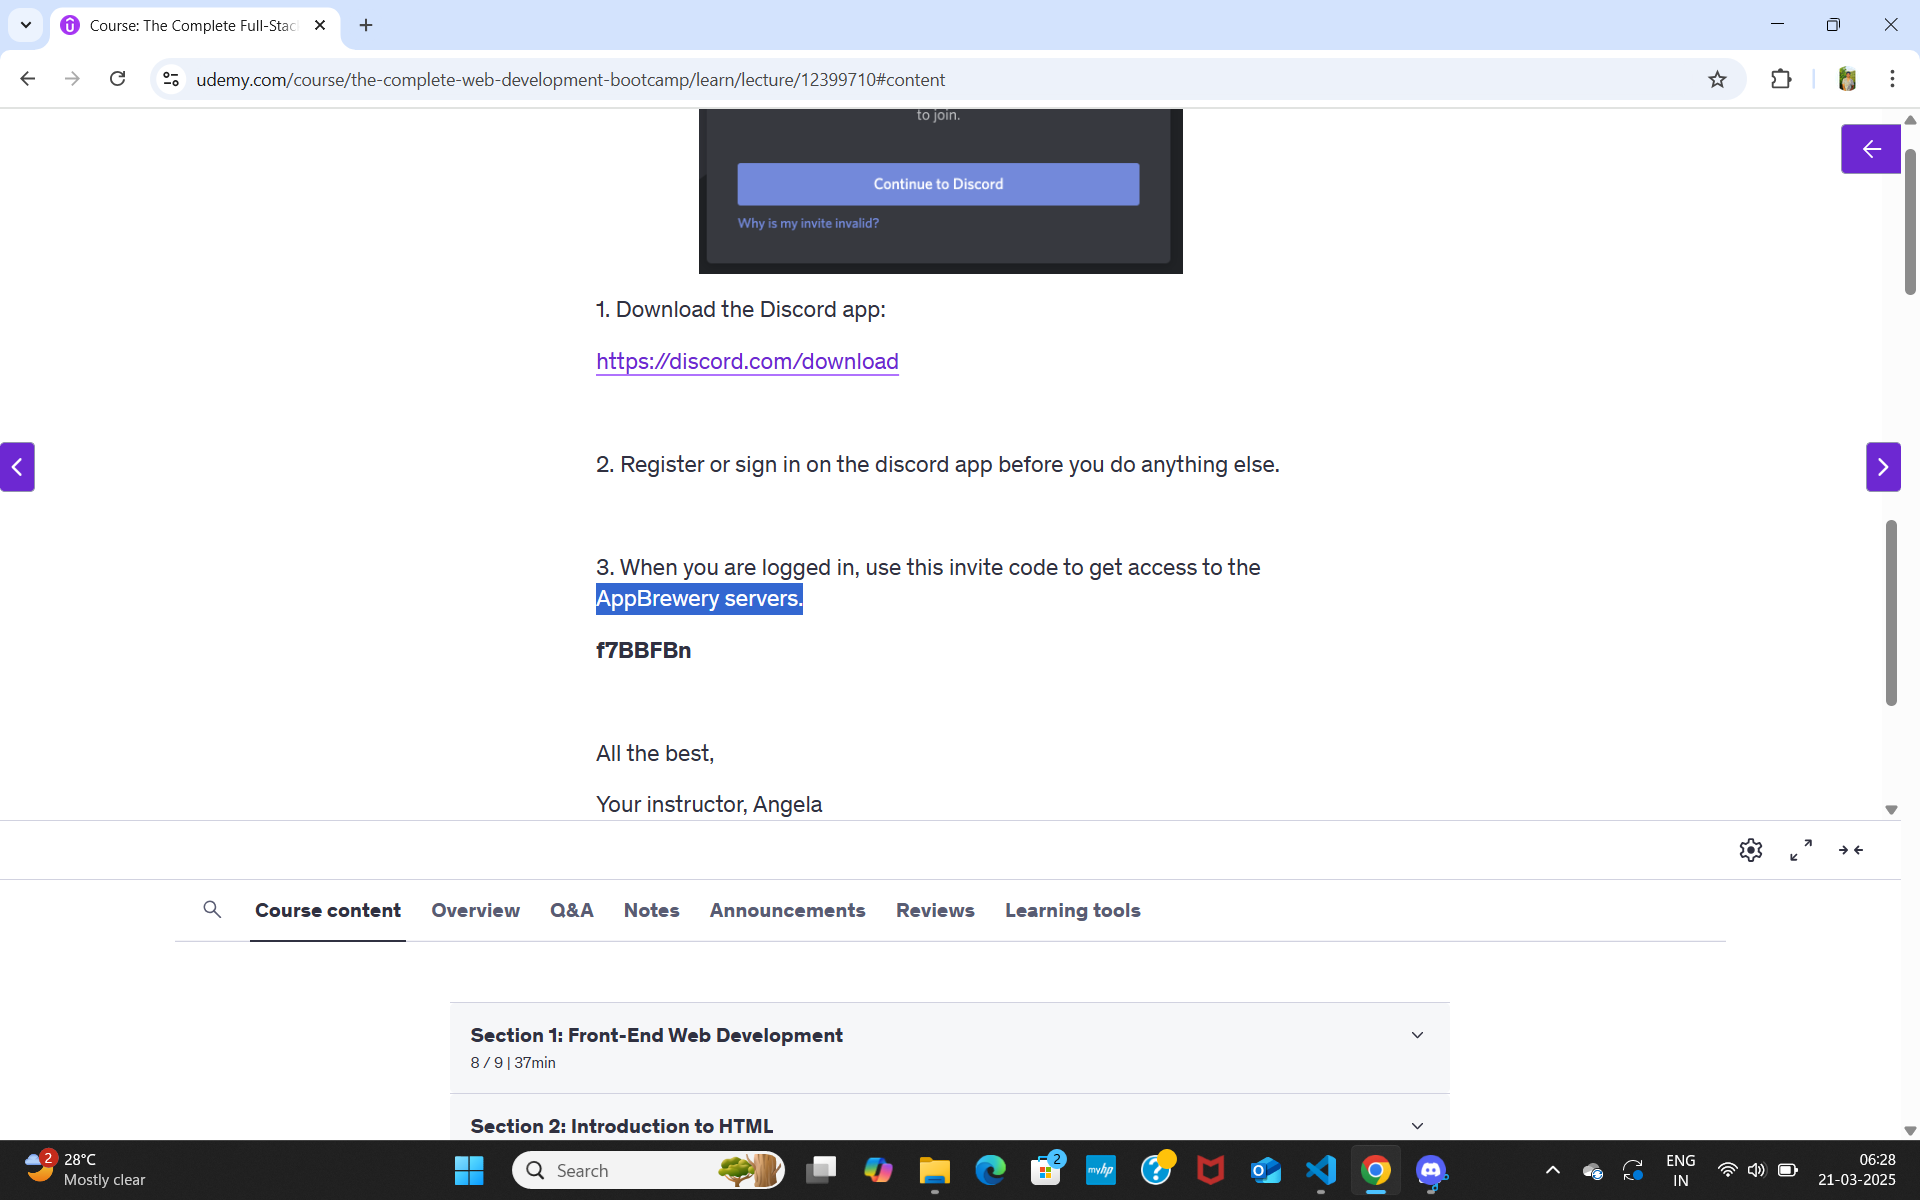 Course: The Complete Full-Stac
udemy.com/course/the-complete-web-development-bootcamp/learn/lecture/12399710#content
to join.
Continue to Discord
Why is my invite invalid?
1. Download the Discord app:
https://discord.com/download
2. Register or sign in on the discord app before you do anything else.
3. When you are logged in, use this invite code to get access to the
AppBrewery servers.
f7BBFBn
All the best,
Your instructor, Angela
Course content Overview Q&A Notes Announcements Reviews Learning tools
Section 1: Front-End Web Development
8 / 9 | 37min
Section 2: Introduction to HTML
2
28°C
Mostly clear
Search
2
myhp
ENG
IN
06:28
21-03-2025